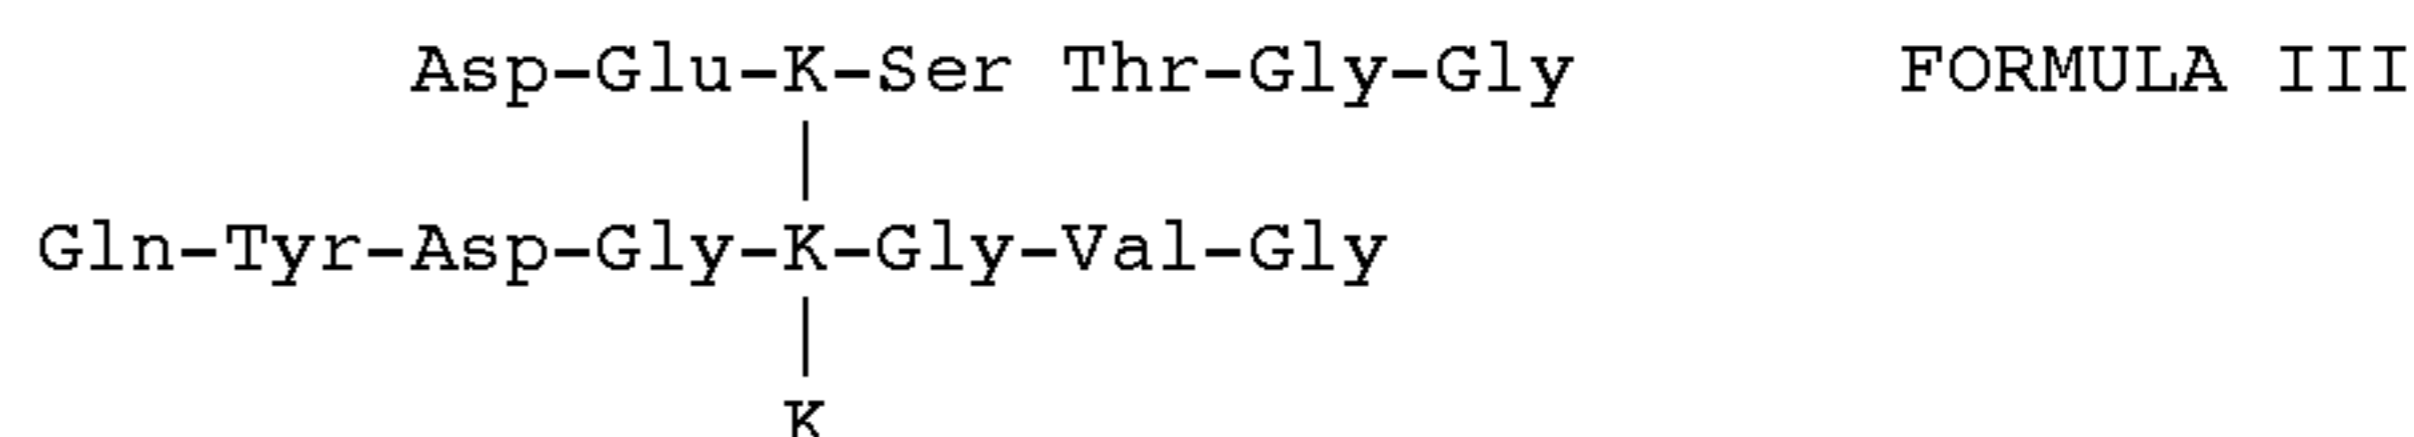 Asp-Glu-K-Ser Thr-Gly-Gly FORMULA III
|
Gln-Tyr-Asp-Gly-K-Gly-Val-Gly
|
K